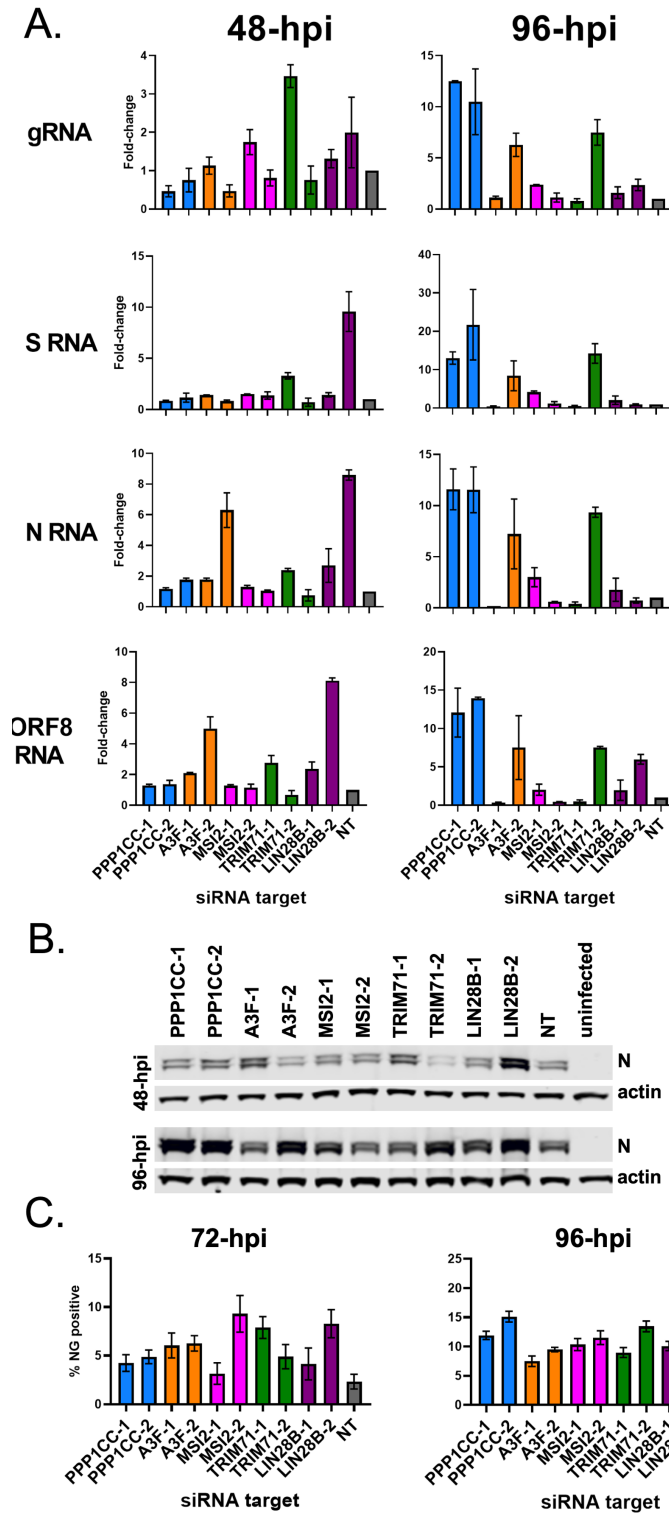 A.
48-hpi 96-hpi
gRNA
Fold-change
4
3
2
1
0
15
10
5
0
S RNA
Fold-change
15
10
5
0
40
30
20
10
0
N RNA
Fold-change
10
8
6
4
2
0
15
10
5
0
ORF8
RNA
Fold-change
10
8
6
4
2
0
20
15
10
5
0
PPP1CC-1
PPP1CC-2
A3F-1
A3F-2
MSI2-1
MSI2-2
TRIM71-1
TRIM71-2
LIN28B-1
LIN28B-2
NT
PPP1CC-1
PPP1CC-2
A3F-1
A3F-2
MSI2-1
MSI2-2
TRIM71-1
TRIM71-2
LIN28B-1
LIN28B-2
NT
siRNA target siRNA target
B.
PPP1CC-1
PPP1CC-2
A3F-1
A3F-2
MSI2-1
MSI2-2
TRIM71-1
TRIM71-2
LIN28B-1
LIN28B-2
NT
uninfected
48-hpi
N
actin
96-hpi
N
actin
C.
72-hpi 96-hpi
% NG positive
15
10
5
0
25
20
15
10
5
0
PPP1CC-1
PPP1CC-2
A3F-1
A3F-2
MSI2-1
MSI2-2
TRIM71-1
TRIM71-2
LIN28B-1
LIN28B-2
NT
PPP1CC-1
PPP1CC-2
A3F-1
A3F-2
MSI2-1
MSI2-2
TRIM71-1
TRIM71-2
LIN28B-1
siRNA target siRNA target